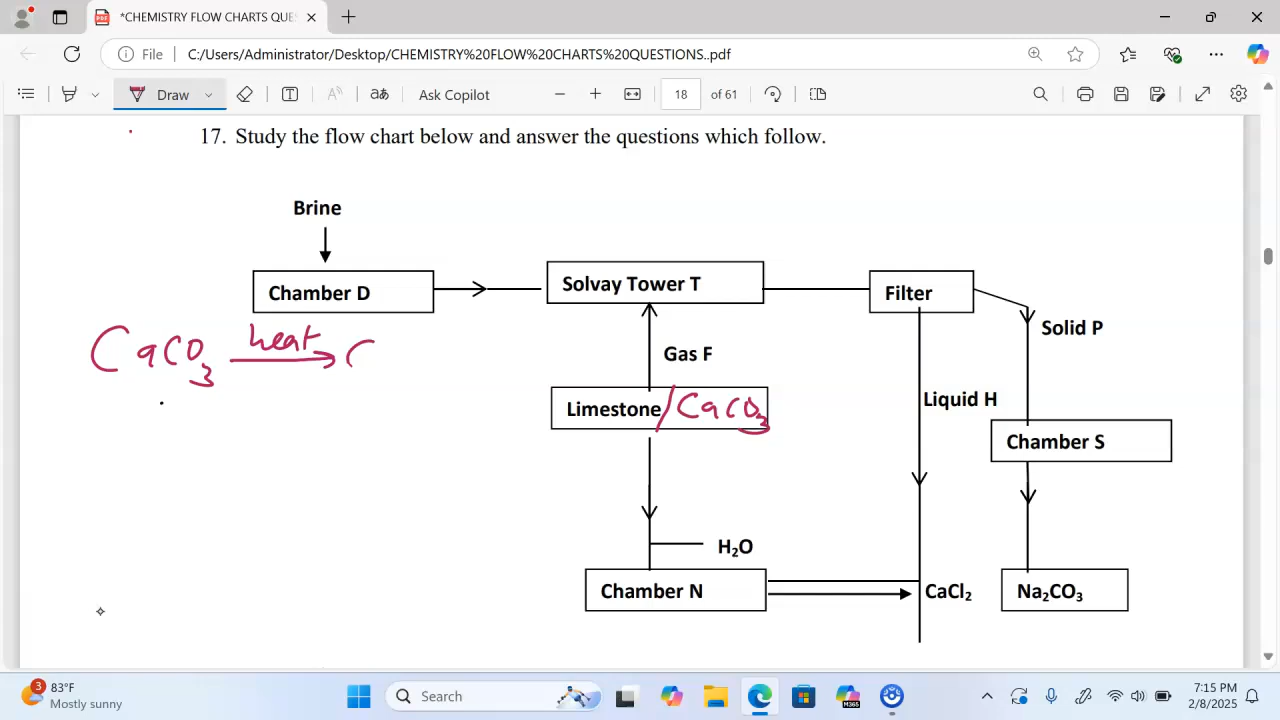 *CHEMISTRY FLOW CHARTS QUES
File C:/Users/Administrator/Desktop/CHEMISTRY%20FLOW%20CHARTS%20QUESTIONS..pdf
Draw
Ask Copilot
18 of 61
17. Study the flow chart below and answer the questions which follow.
Brine
Chamber D
Solvay Tower T
Filter
Solid P
CaCO₃ heat C
Gas F
Limestone/CaCO₃
Liquid H
Chamber S
H₂O
Chamber N
CaCl₂
Na₂CO₃
3
83°F
Mostly sunny
Search
M365
7:15 PM
2/8/2025